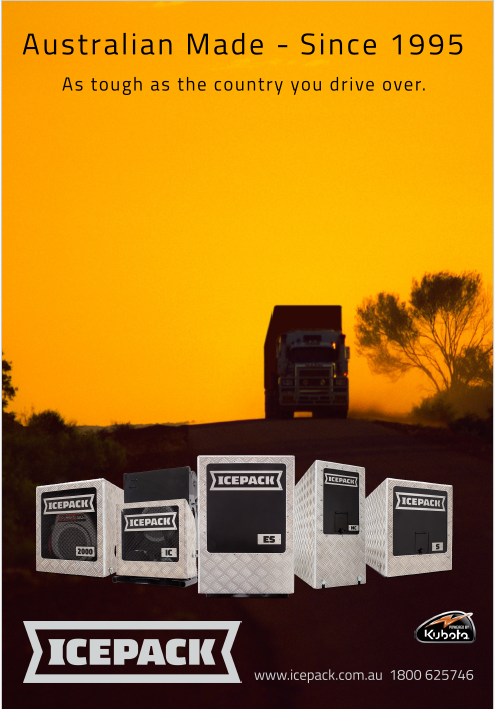 Australian Made - Since 1995
As tough as the country you drive over.
ICEPACK
2000
ICEPACK
IC
ICEPACK
ES
ICEPACK
HC
ICEPACK
S
ICEPACK
POWERED BY
Kubota
www.icepack.com.au 1800 625746